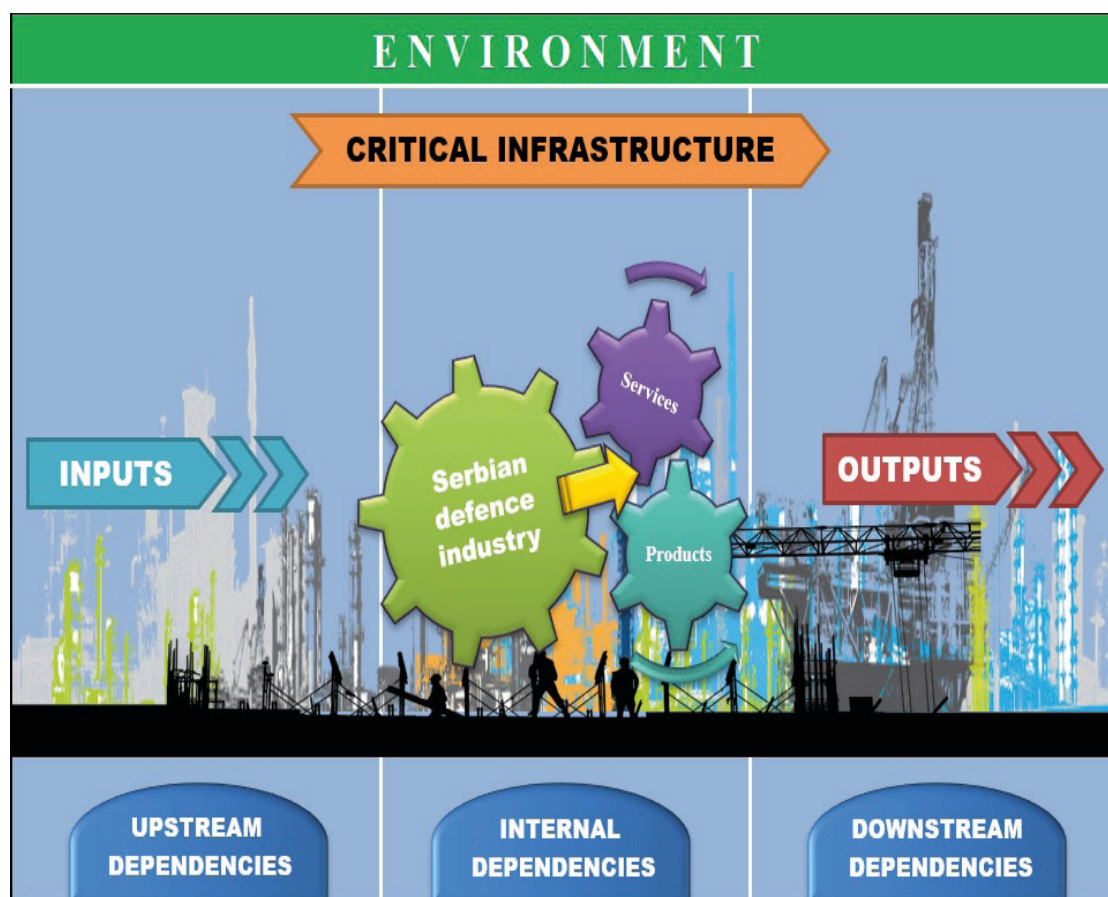 ENVIRONMENT
CRITICAL INFRASTRUCTURE
Services
INPUTS
Serbian
defence
industry
OUTPUTS
Products
UPSTREAM
DEPENDENCIES
INTERNAL
DEPENDENCIES
DOWNSTREAM
DEPENDENCIES